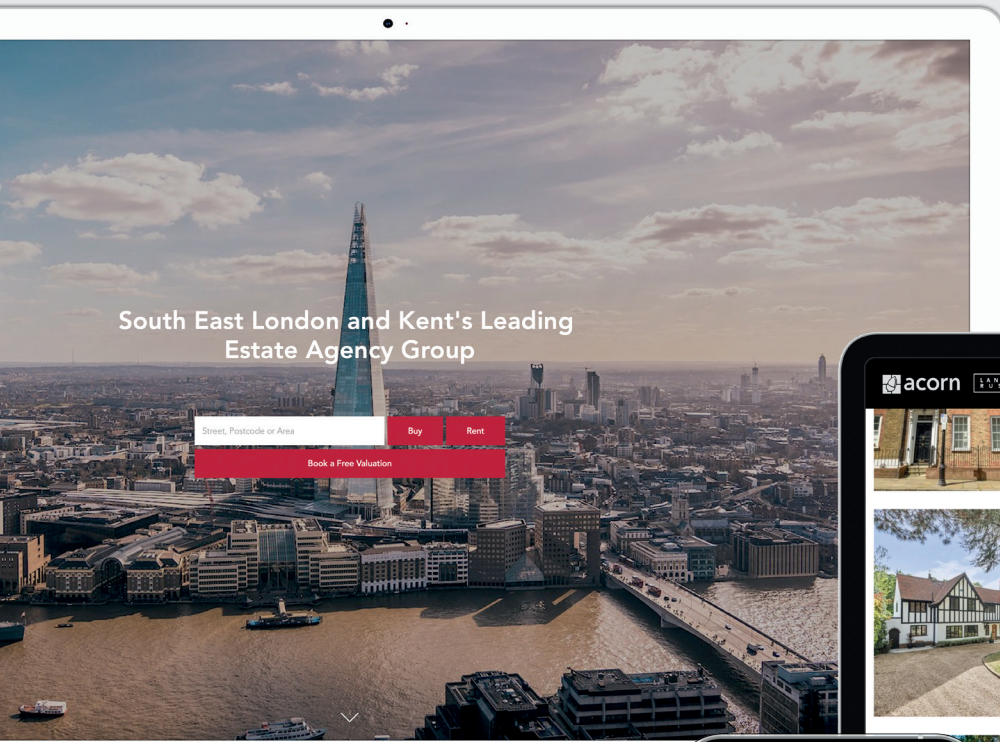 South East London and Kent's Leading
Estate Agency Group
Street, Postcode or Area
Buy
Rent
Book a Free Valuation
acorn